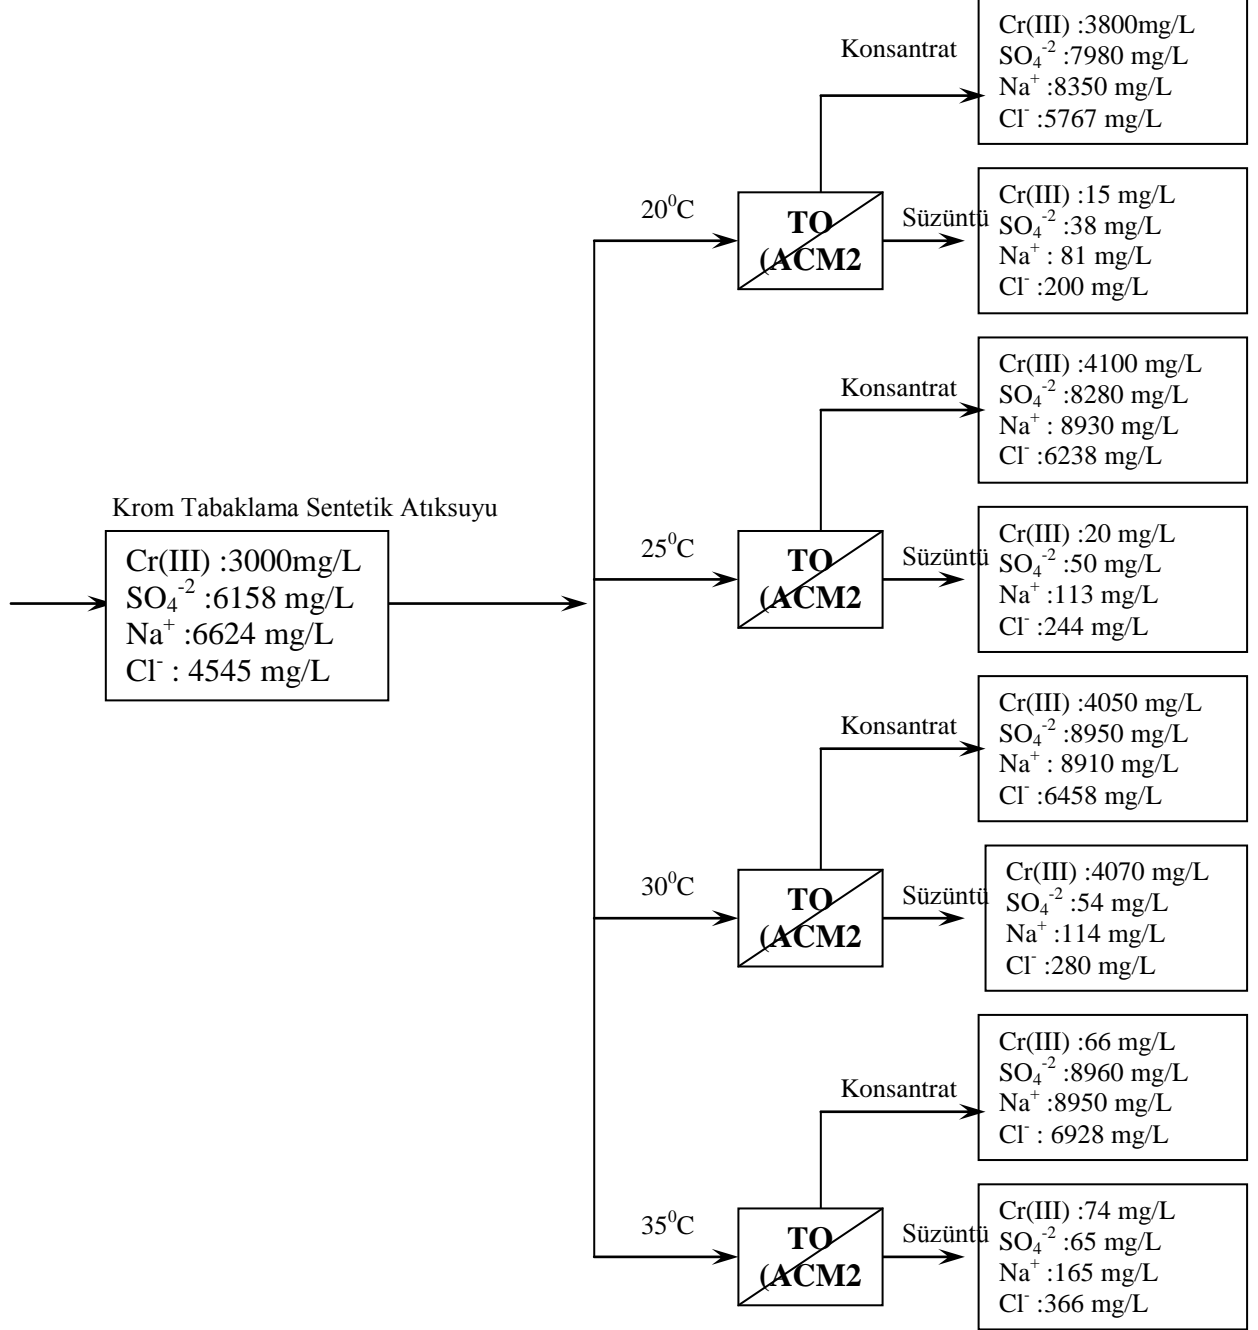 Krom Tabaklama Sentetik Atıksuyu
Cr(III) :3000mg/L
SO₄⁻² :6158 mg/L
Na⁺ :6624 mg/L
Cl⁻ : 4545 mg/L
20⁰C
TO
(ACM2
Konsantrat
Cr(III) :3800mg/L
SO₄⁻² :7980 mg/L
Na⁺ :8350 mg/L
Cl⁻ :5767 mg/L
Süzüntü
Cr(III) :15 mg/L
SO₄⁻² :38 mg/L
Na⁺ : 81 mg/L
Cl⁻ :200 mg/L
25⁰C
TO
(ACM2
Konsantrat
Cr(III) :4100 mg/L
SO₄⁻² :8280 mg/L
Na⁺ : 8930 mg/L
Cl⁻ :6238 mg/L
Süzüntü
Cr(III) :20 mg/L
SO₄⁻² :50 mg/L
Na⁺ :113 mg/L
Cl⁻ :244 mg/L
30⁰C
TO
(ACM2
Konsantrat
Cr(III) :4050 mg/L
SO₄⁻² :8950 mg/L
Na⁺ : 8910 mg/L
Cl⁻ :6458 mg/L
Süzüntü
Cr(III) :4070 mg/L
SO₄⁻² :54 mg/L
Na⁺ :114 mg/L
Cl⁻ :280 mg/L
35⁰C
TO
(ACM2
Konsantrat
Cr(III) :66 mg/L
SO₄⁻² :8960 mg/L
Na⁺ :8950 mg/L
Cl⁻ : 6928 mg/L
Süzüntü
Cr(III) :74 mg/L
SO₄⁻² :65 mg/L
Na⁺ :165 mg/L
Cl⁻ :366 mg/L